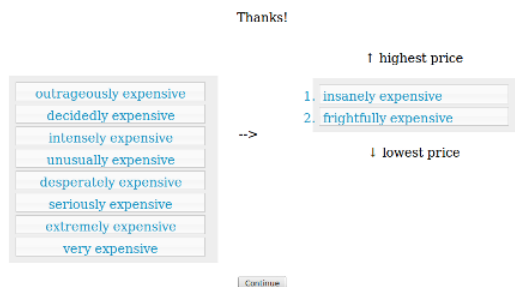 Thanks!
outrageously expensive
decidedly expensive
intensely expensive
unusually expensive
desperately expensive
seriously expensive
extremely expensive
very expensive
-->
↑ highest price
1. insanely expensive
2. frightfully expensive
↓ lowest price
Continue